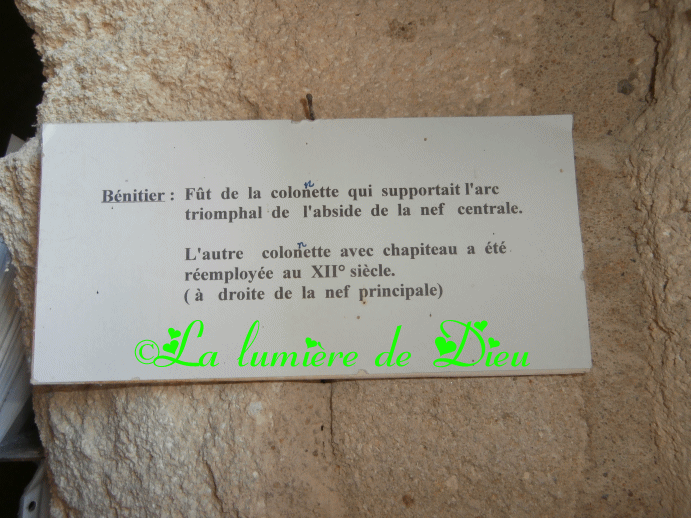 Bénitier : Fût de la colonette qui supportait l'arc
triomphal de l'abside de la nef centrale.
L'autre colonette avec chapiteau a été
réemployée au XII° siècle.
( à droite de la nef principale)
©La lumière de Dieu